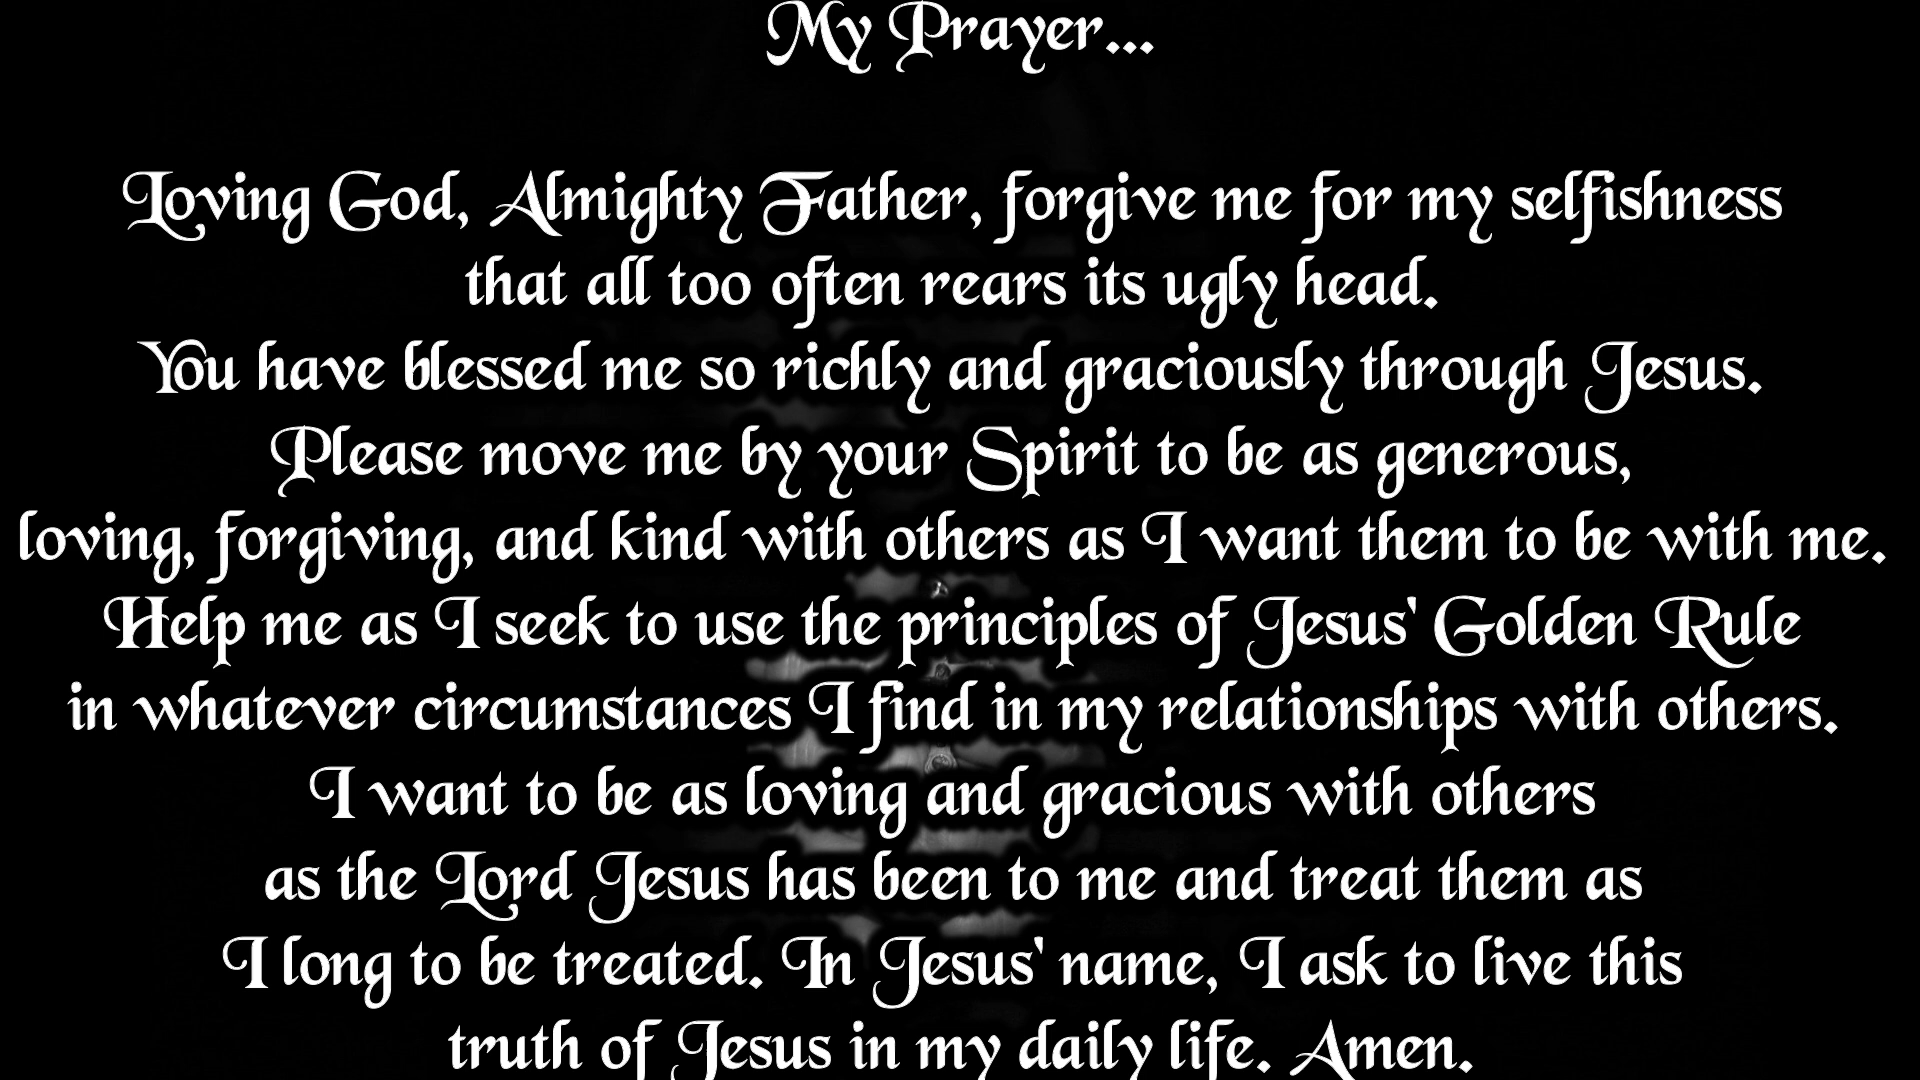 My Prayer...
Loving God, Almighty Father, forgive me for my selfishness
that all too often rears its ugly head.
You have blessed me so richly and graciously through Jesus.
Please move me by your Spirit to be as generous,
loving, forgiving, and kind with others as I want them to be with me.
Help me as I seek to use the principles of Jesus' Golden Rule
in whatever circumstances I find in my relationships with others.
I want to be as loving and gracious with others
as the Lord Jesus has been to me and treat them as
I long to be treated. In Jesus' name, I ask to live this
truth of Jesus in my daily life. Amen.